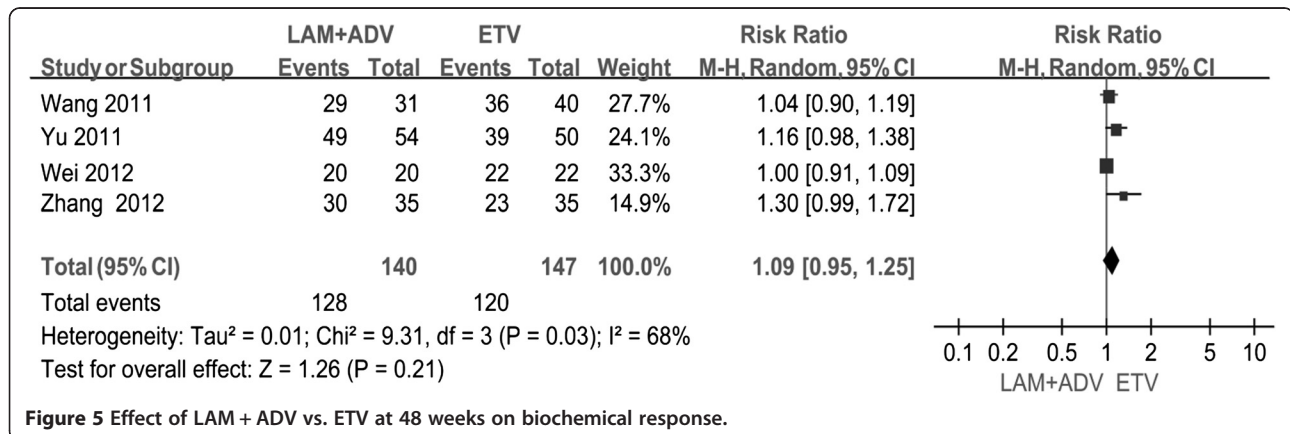 LAM+ADV ETV Risk Ratio Risk Ratio
Study or Subgroup Events Total Events Total Weight M-H, Random, 95% CI M-H, Random, 95% CI
Wang 2011 29 31 36 40 27.7% 1.04 [0.90, 1.19]
Yu 2011 49 54 39 50 24.1% 1.16 [0.98, 1.38]
Wei 2012 20 20 22 22 33.3% 1.00 [0.91, 1.09]
Zhang 2012 30 35 23 35 14.9% 1.30 [0.99, 1.72]
Total (95% CI) 140 147 100.0% 1.09 [0.95, 1.25]
Total events 128 120
Heterogeneity: Tau² = 0.01; Chi² = 9.31, df = 3 (P = 0.03); I² = 68%
Test for overall effect: Z = 1.26 (P = 0.21)
0.1 0.2 0.5 1 2 5 10
LAM+ADV ETV
Figure 5 Effect of LAM + ADV vs. ETV at 48 weeks on biochemical response.